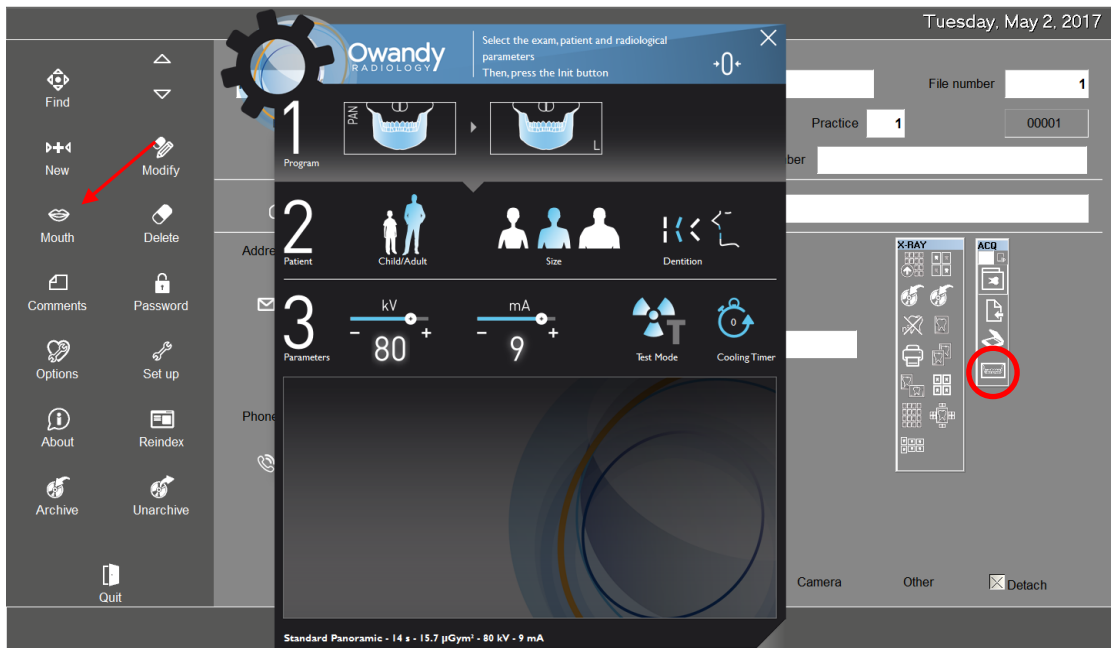 Tuesday, May 2, 2017
Find
New
Modify
Mouth
Delete
Comments
Password
Options
Set up
About
Reindex
Archive
Unarchive
Quit
Owandy
RADIOLOGY
Select the exam, patient and radiological
parameters
Then, press the Init button
0
1
Program
PAN
L
2
Patient
Child/Adult
Size
Dentition
3
Parameters
kV
- +
80
mA
- +
9
T
Test Mode
0
Cooling Timer
Standard Panoramic - 14 s - 15.7 µGym² - 80 kV - 9 mA
File number 1
Practice 1 00001
ber
Addre
Phone
X-RAY
ACQ
Camera
Other
Detach